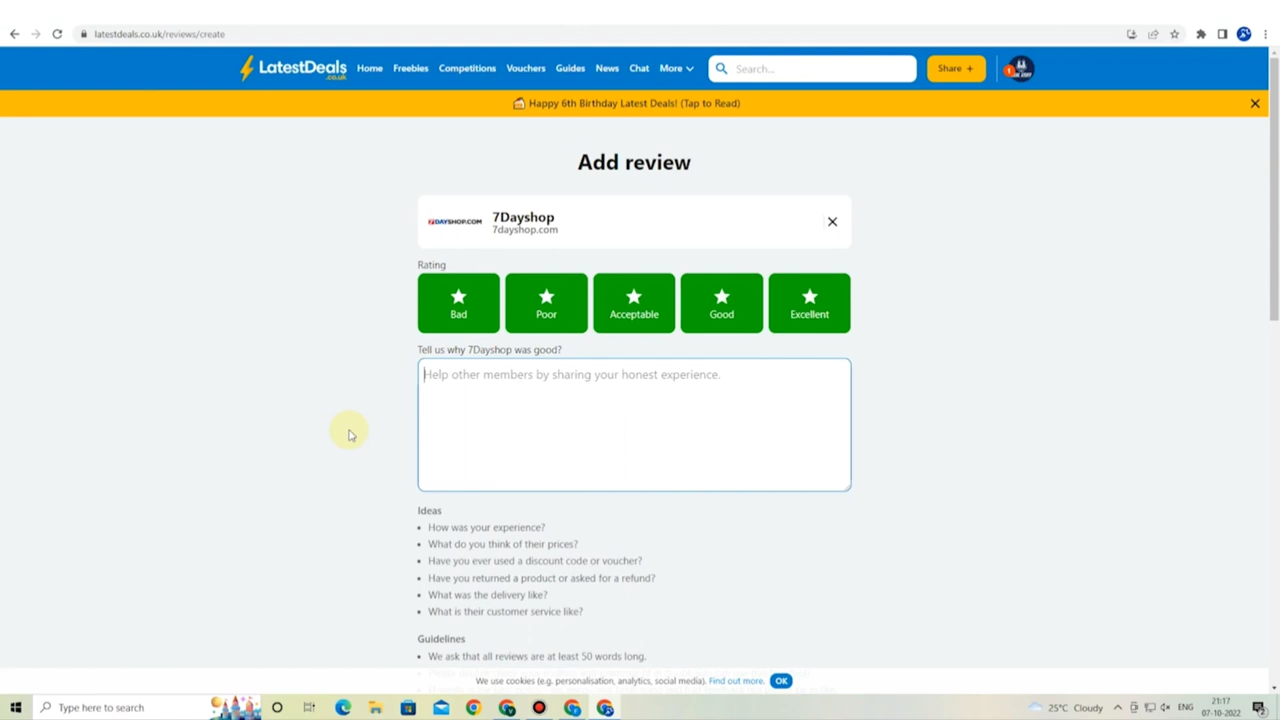 latestdeals.co.uk/reviews/create
LatestDeals
.co.uk
Home Freebies Competitions Vouchers Guides News Chat More Search... Share +
Happy 6th Birthday Latest Deals! (Tap to Read)
Add review
7DAYSHOP.COM
7Dayshop
7dayshop.com
Rating
Bad Poor Acceptable Good Excellent
Tell us why 7Dayshop was good?
Help other members by sharing your honest experience.
Ideas
How was your experience?
What do you think of their prices?
Have you ever used a discount code or voucher?
Have you returned a product or asked for a refund?
What was the delivery like?
What is their customer service like?
Guidelines
We ask that all reviews are at least 50 words long.
We use cookies (e.g. personalisation, analytics, social media). Find out more. OK
Type here to search
25°C Cloudy
ENG
21:17
07-10-2022